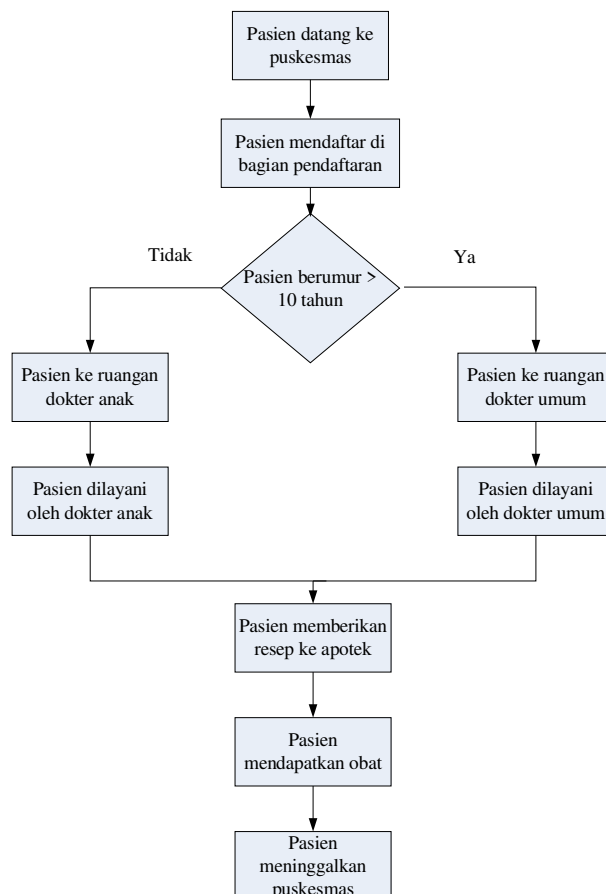 Pasien datang ke
puskesmas
Pasien mendaftar di
bagian pendaftaran
Tidak
Pasien berumur >
10 tahun
Ya
Pasien ke ruangan
dokter anak
Pasien ke ruangan
dokter umum
Pasien dilayani
oleh dokter anak
Pasien dilayani
oleh dokter umum
Pasien memberikan
resep ke apotek
Pasien
mendapatkan obat
Pasien
meninggalkan
puskesmas